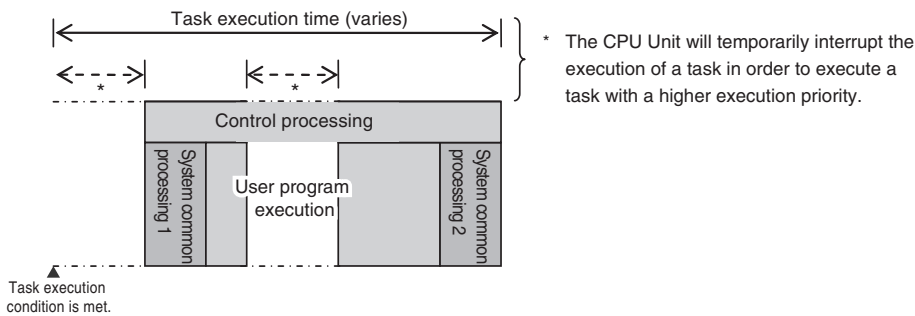 Task execution time (varies)
*
*
* The CPU Unit will temporarily interrupt the
execution of a task in order to execute a
task with a higher execution priority.
Control processing
System common
processing 1
User program
execution
System common
processing 2
Task execution
condition is met.